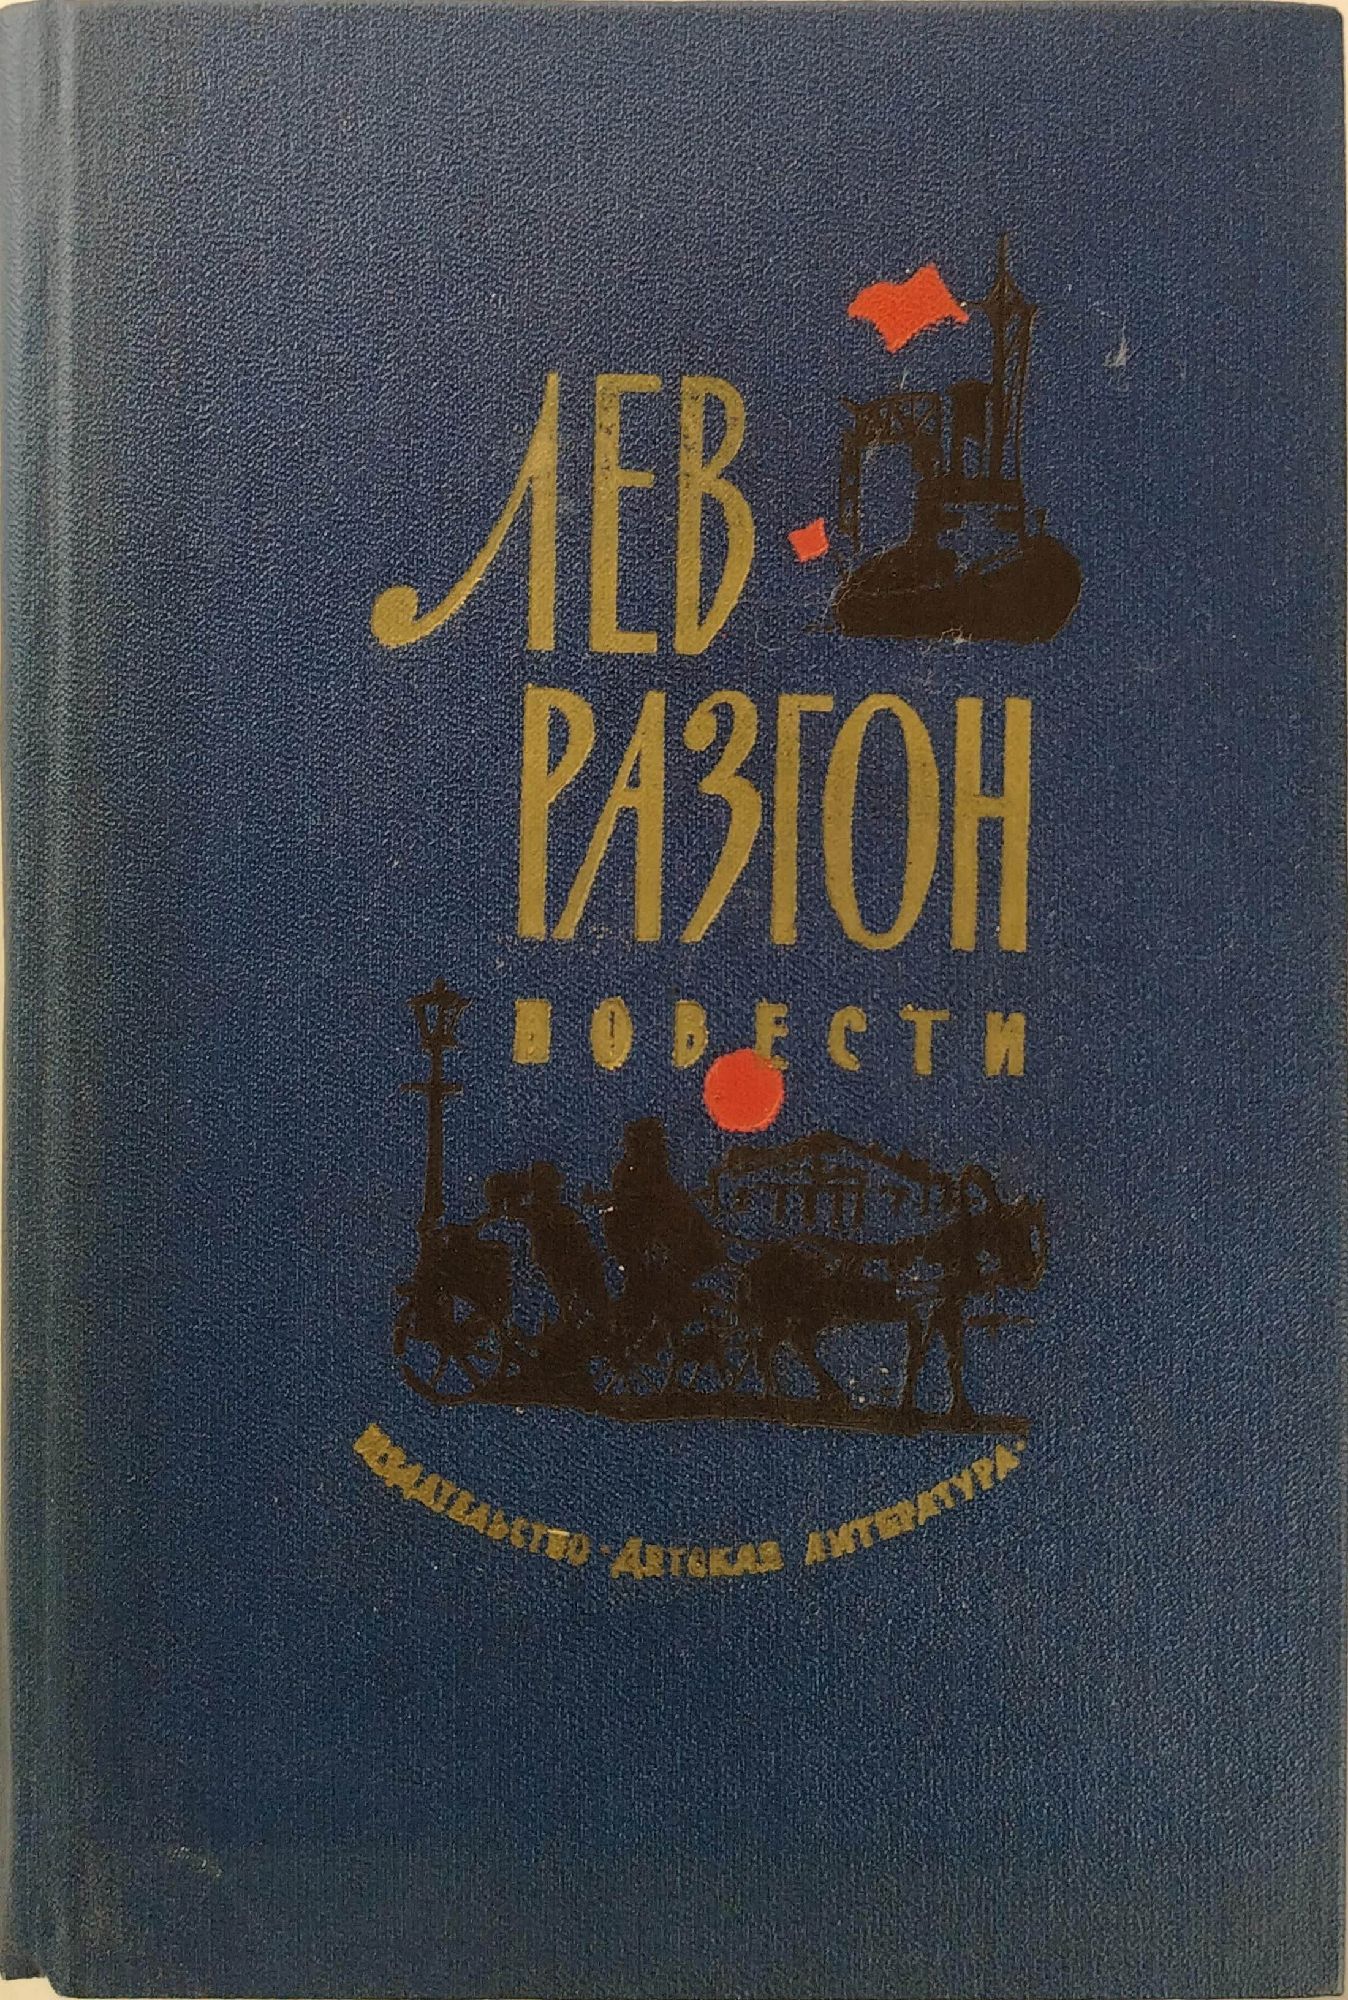 ЛЕВ
РАЗГОН
ПОВЕСТИ
ИЗДАТЕЛЬСТВО • ДЕТСКАЯ ЛИТЕРАТУРА •